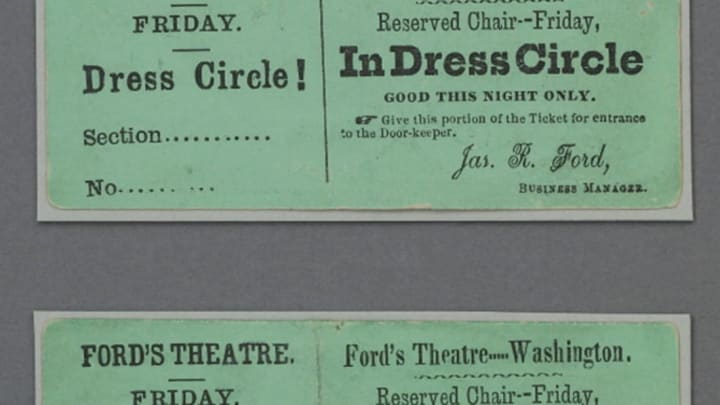 FRIDAY.
Dress Circle!
Section...........
No...... ...
Reserved Chair--Friday,
In Dress Circle
GOOD THIS NIGHT ONLY.
☞ Give this portion of the Ticket for entrance
to the Door-keeper.
Jas. R. Ford,
BUSINESS MANAGER.
FORD'S THEATRE.
FRIDAY.
Ford's Theatre----Washington.
Reserved Chair--Friday,